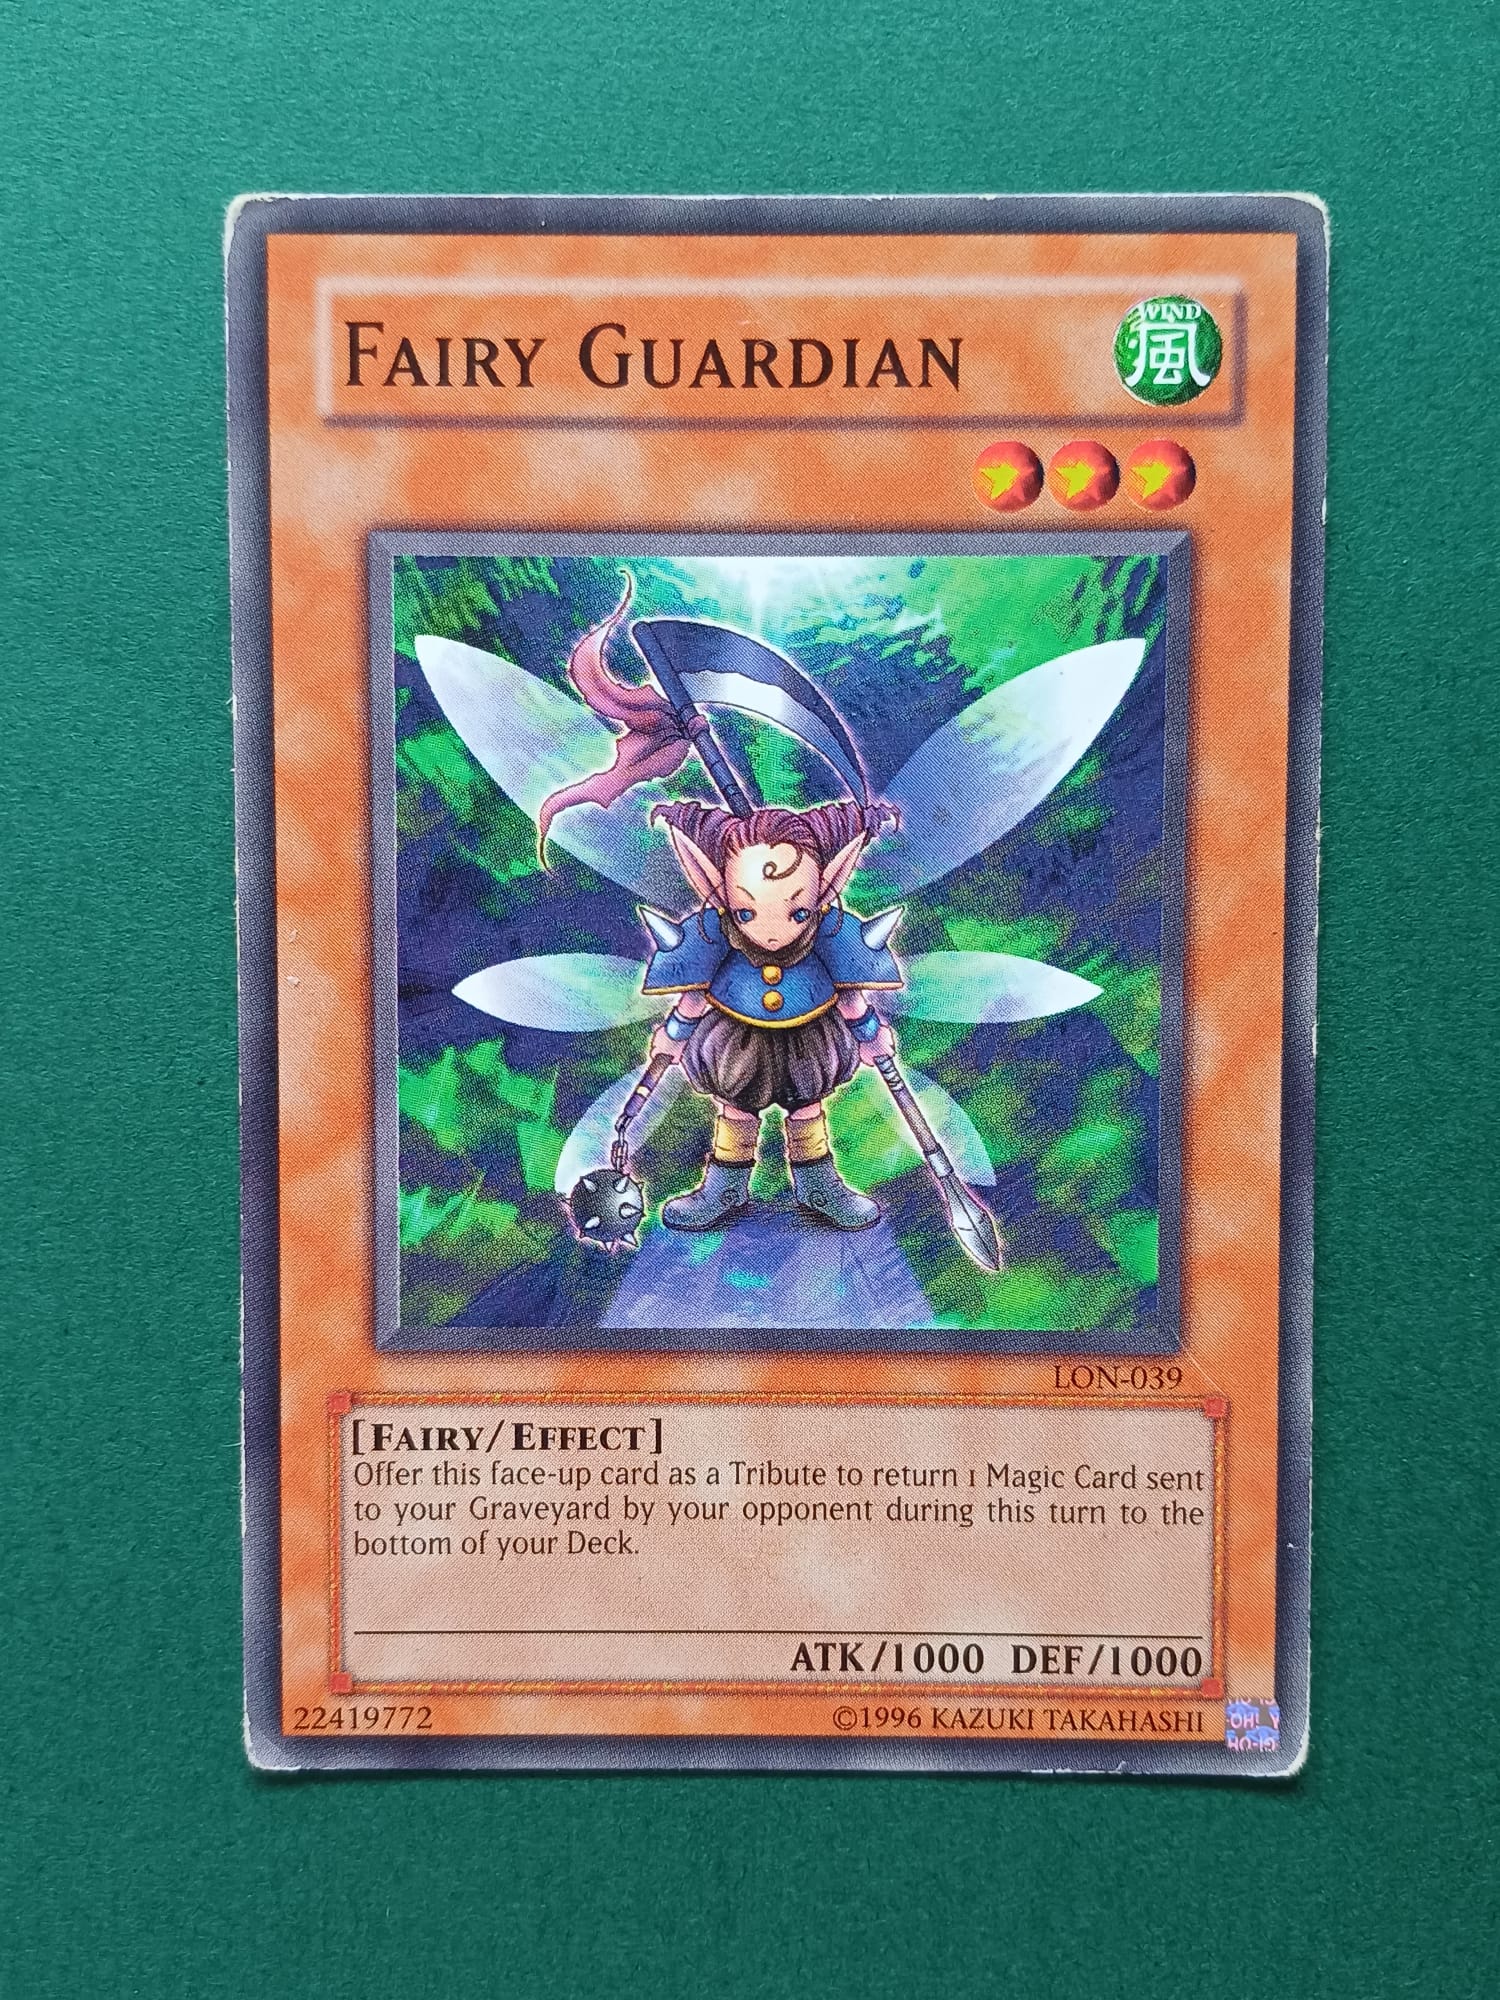 Fairy Guardian
WIND
風
LON-039
[Fairy/Effect]
Offer this face-up card as a Tribute to return 1 Magic Card sent
to your Graveyard by your opponent during this turn to the
bottom of your Deck.
ATK/1000 DEF/1000
22419772
©1996 KAZUKI TAKAHASHI